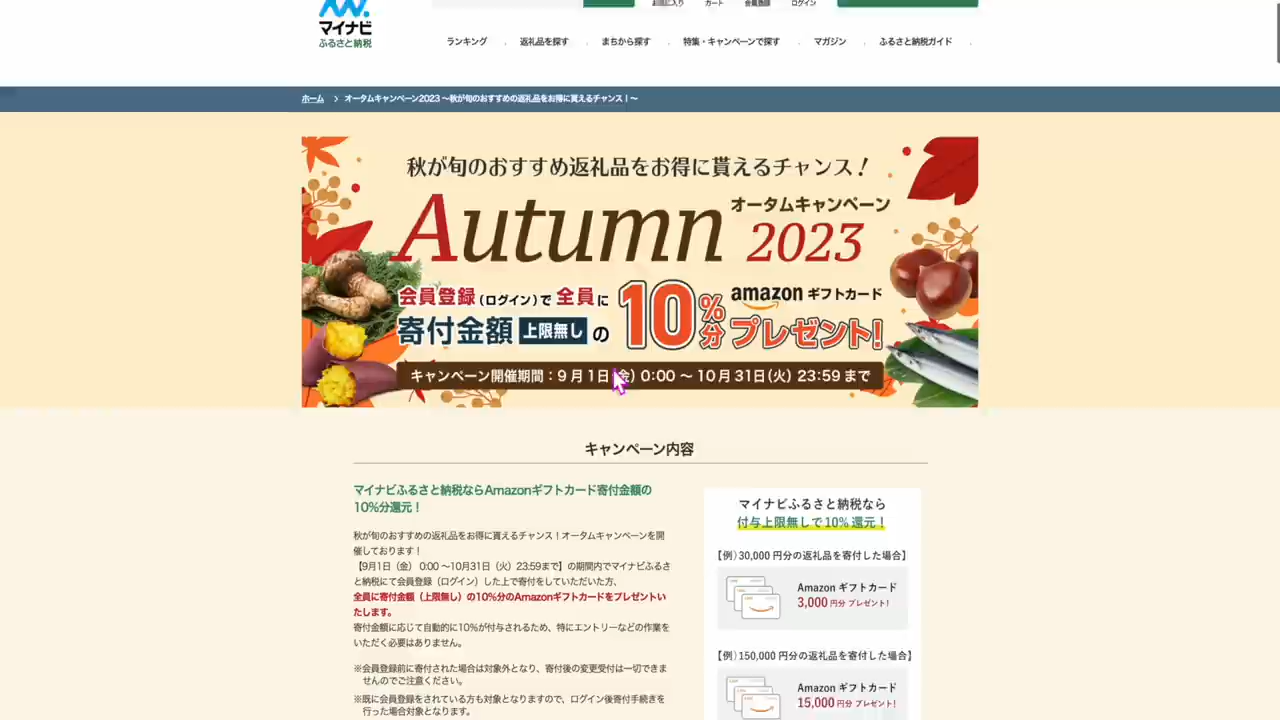 お気に入り
カート
会員登録
ログイン
マイナビ
ふるさと納税
ランキング
返礼品を探す
まちから探す
特集・キャンペーンで探す
マガジン
ふるさと納税ガイド
ホーム > オータムキャンペーン2023 ～秋が旬のおすすめの返礼品をお得に貰えるチャンス！～
秋が旬のおすすめ返礼品をお得に貰えるチャンス！
Autumn
オータムキャンペーン
2023
会員登録(ログイン)で全員に
寄付金額 上限無し の
10%分
amazon ギフトカード
プレゼント!
キャンペーン開催期間：9月1日(金) 0:00 ～ 10月31日(火) 23:59 まで
キャンペーン内容
マイナビふるさと納税ならAmazonギフトカード寄付金額の
10%分還元！
秋が旬のおすすめの返礼品をお得に貰えるチャンス！オータムキャンペーンを開
催しております！
【9月1日（金） 0:00 ～10月31日（火）23:59まで】の期間内でマイナビふるさ
と納税にて会員登録（ログイン）した上で寄付をしていただいた方、
全員に寄付金額（上限無し）の10%分のAmazonギフトカードをプレゼントい
たします。
寄付金額に応じて自動的に10%が付与されるため、特にエントリーなどの作業を
いただく必要はありません。
※会員登録前に寄付された場合は対象外となり、寄付後の変更受付は一切できま
せんのでご注意ください。
※既に会員登録をされている方も対象となりますので、ログイン後寄付手続きを
行った場合対象となります。
マイナビふるさと納税なら
付与上限無しで10%還元！
【例）30,000 円分の返礼品を寄付した場合】
Amazon ギフトカード
3,000 円分 プレゼント!
【例）150,000 円分の返礼品を寄付した場合】
Amazon ギフトカード
15,000 円分 プレゼント!